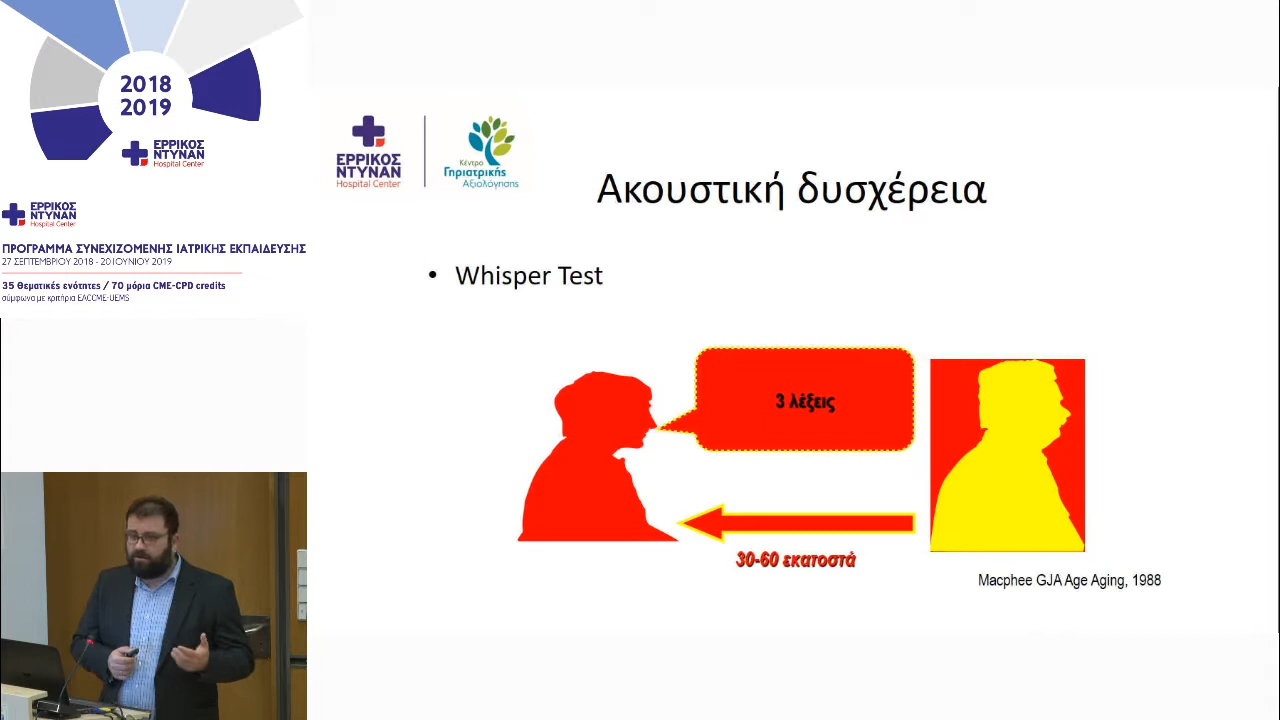 2018
2019
ΕΡΡΙΚΟΣ
ΝΤΥΝΑΝ
Hospital Center
ΕΡΡΙΚΟΣ
ΝΤΥΝΑΝ
Hospital Center
ΠΡΟΓΡΑΜΜΑ ΣΥΝΕΧΙΖΟΜΕΝΗΣ ΙΑΤΡΙΚΗΣ ΕΚΠΑΙΔΕΥΣΗΣ
27 ΣΕΠΤΕΜΒΡΙΟΥ 2018 - 20 ΙΟΥΝΙΟΥ 2019
35 Θεματικές ενότητες / 70 μόρια CME-CPD credits
σύμφωνα με κριτήρια EACCME-UEMS
ΕΡΡΙΚΟΣ
ΝΤΥΝΑΝ
Hospital Center
Κέντρο
Γηριατρικής
Αξιολόγησης
Ακουστική δυσχέρεια
• Whisper Test
3 λέξεις
30-60 εκατοστά
Macphee GJA Age Aging, 1988